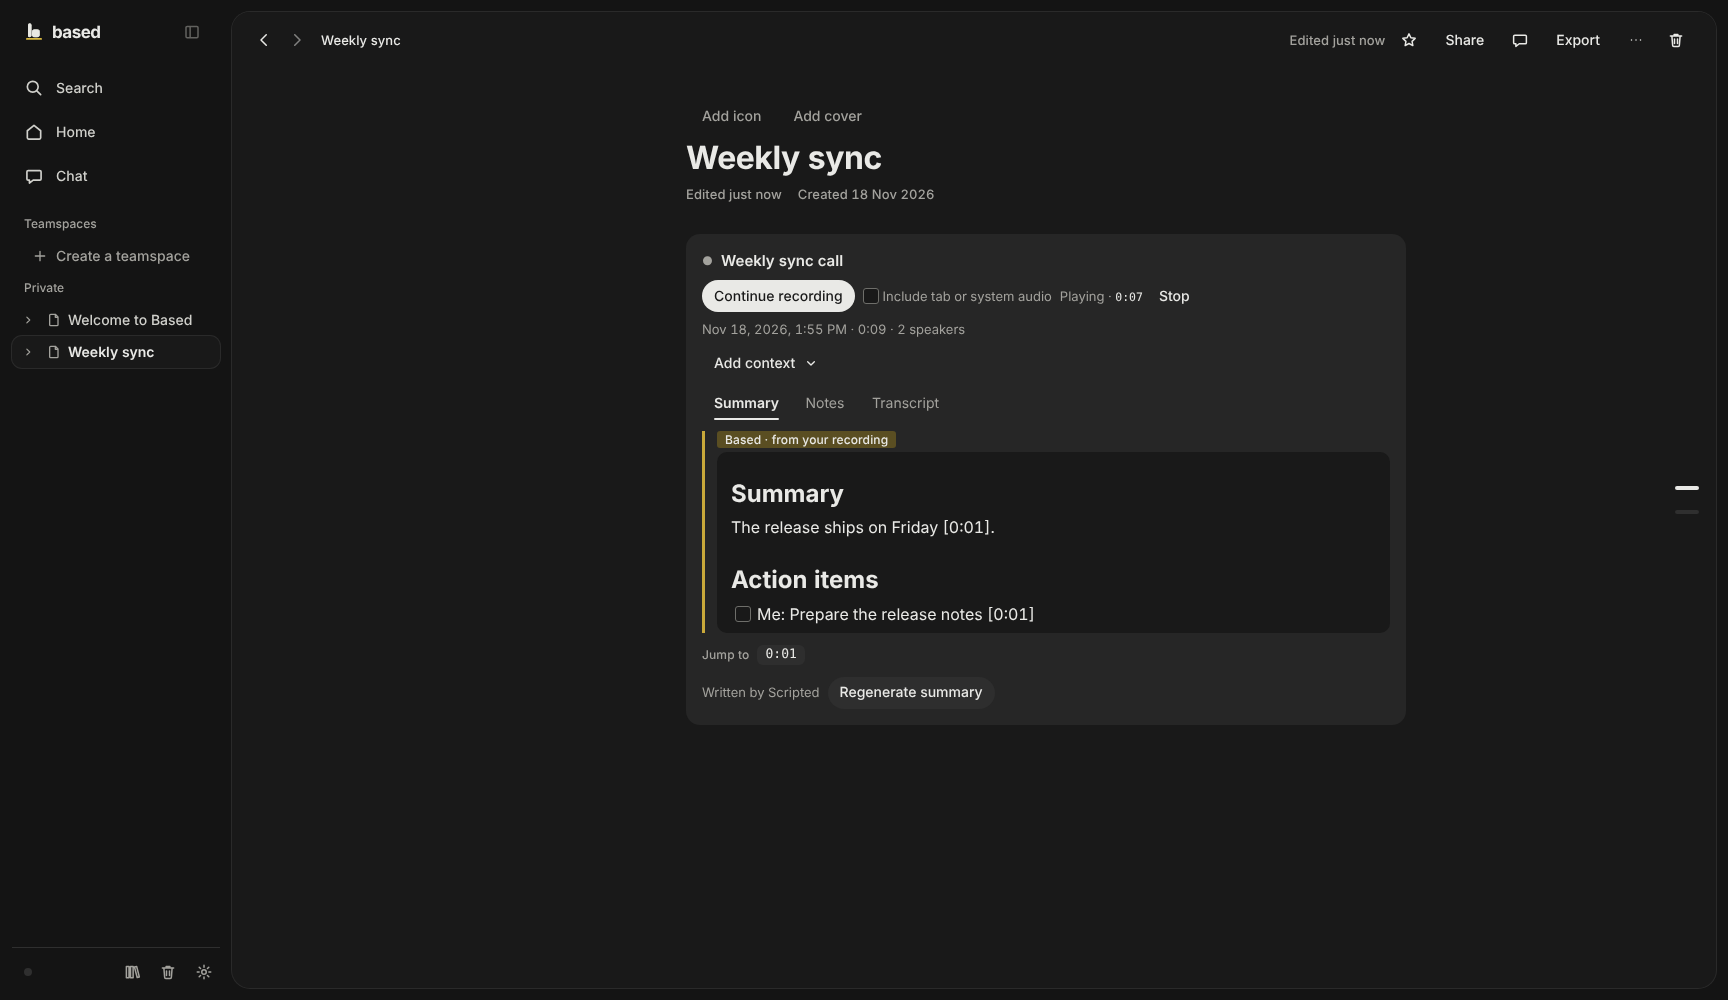 based
Search
Home
Chat
Teamspaces
Create a teamspace
Private
Welcome to Based
Weekly sync
Weekly sync
Edited just now
Share
Export
Add icon Add cover
Weekly sync
Edited just now Created 18 Nov 2026
Weekly sync call
Continue recording Include tab or system audio Playing · 0:07 Stop
Nov 18, 2026, 1:55 PM · 0:09 · 2 speakers
Add context
Summary Notes Transcript
Based · from your recording
Summary
The release ships on Friday [0:01].
Action items
Me: Prepare the release notes [0:01]
Jump to 0:01
Written by Scripted Regenerate summary